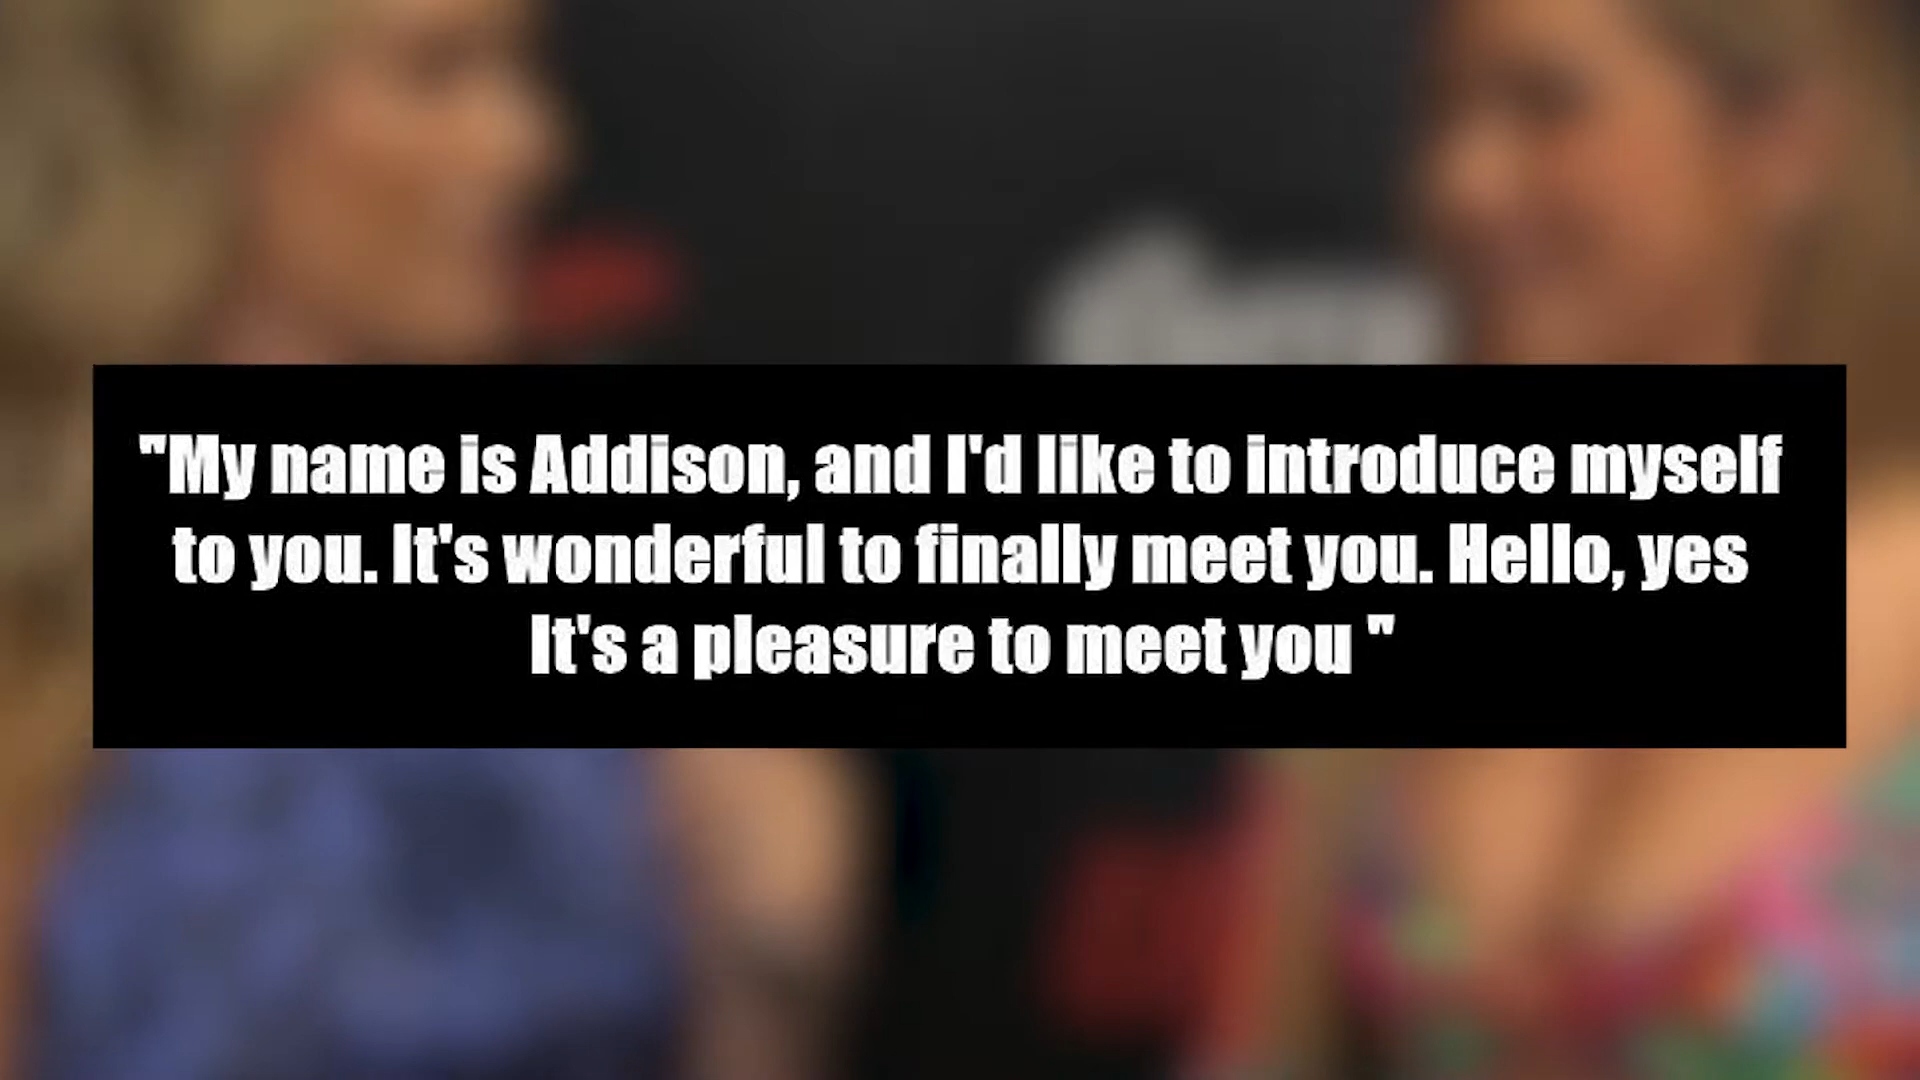 "My name is Addison, and I'd like to introduce myself
to you. It's wonderful to finally meet you. Hello, yes
It's a pleasure to meet you "